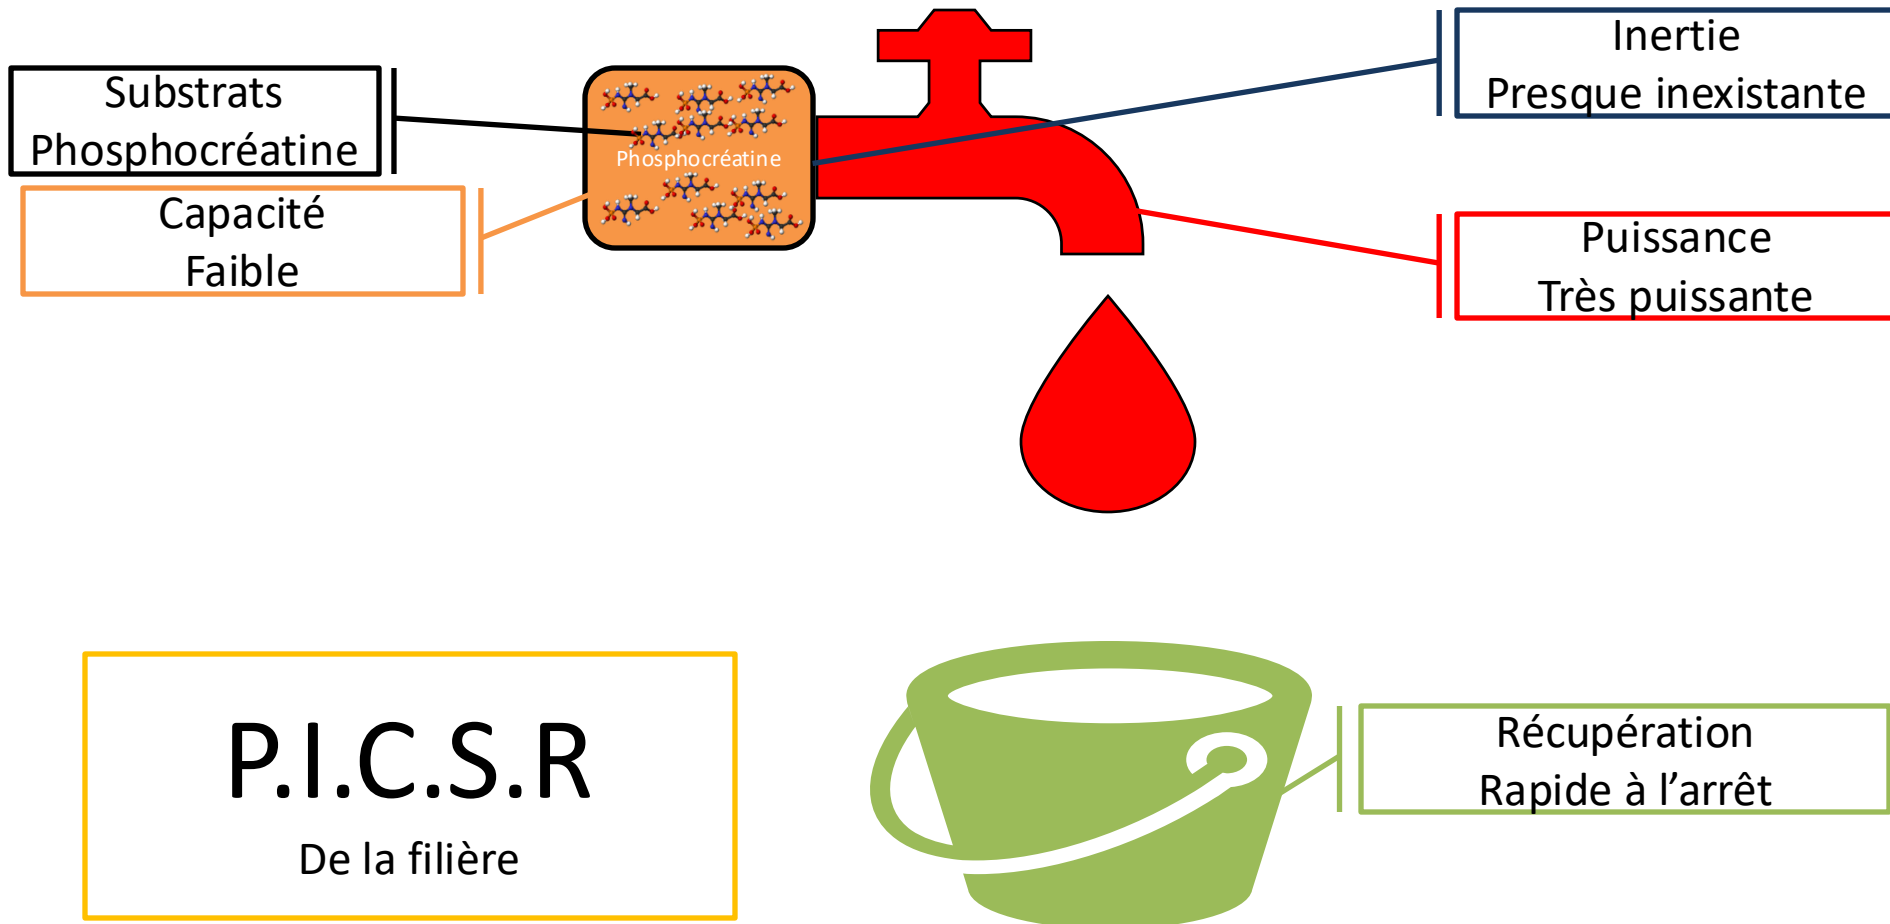 Substrats
Phosphocréatine
Capacité
Faible
Phosphocréatine
Inertie
Presque inexistante
Puissance
Très puissante
P.I.C.S.R
De la filière
Récupération
Rapide à l’arrêt